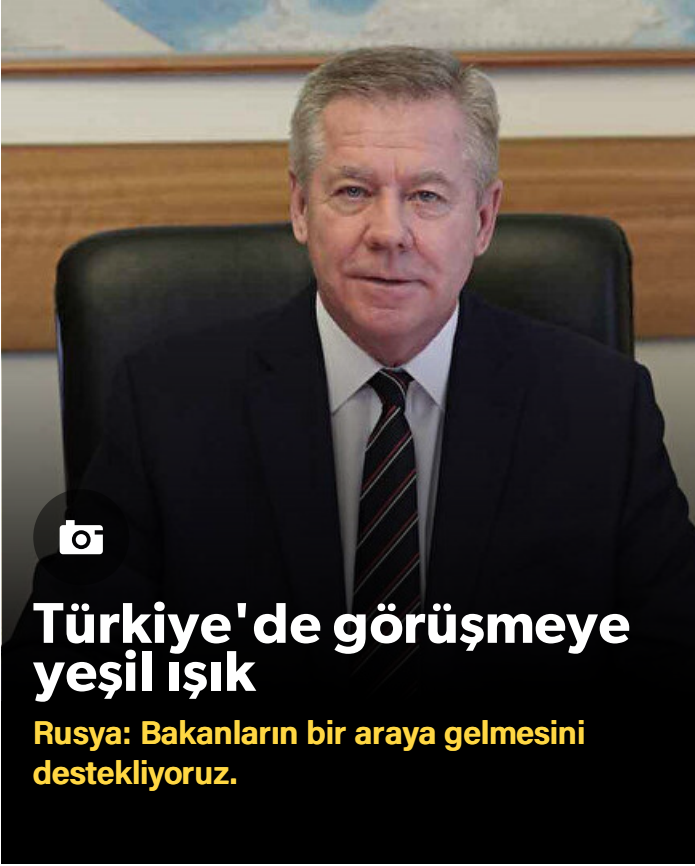 Türkiye'de görüşmeye
yeşil ışık
Rusya: Bakanların bir araya gelmesini
destekliyoruz.